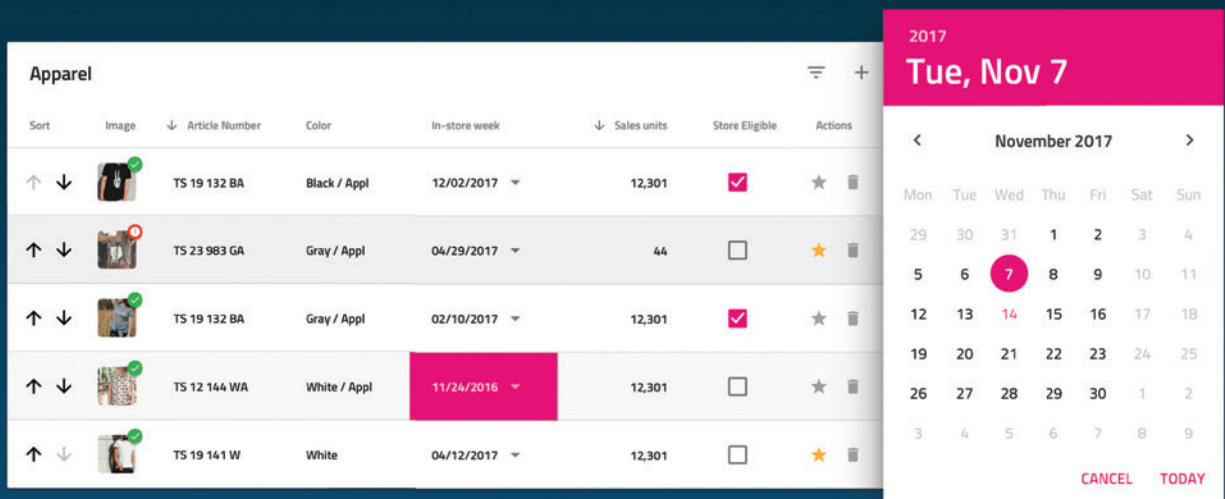 Apparel
Sort Image Article Number Color In-store week Sales units Store Eligible Actions
TS 19 132 BA Black / Appl 12/02/2017 12,301
TS 23 983 GA Gray / Appl 04/29/2017 44
TS 19 132 BA Gray / Appl 02/10/2017 12,301
TS 12 144 WA White / Appl 11/24/2016 12,301
TS 19 141 W White 04/12/2017 12,301
2017
Tue, Nov 7
November 2017
Mon Tue Wed Thu Fri Sat Sun
29 30 31 1 2 3 4
5 6 7 8 9 10 11
12 13 14 15 16 17 18
19 20 21 22 23 24 25
26 27 28 29 30 1 2
3 4 5 6 7 8 9
CANCEL TODAY